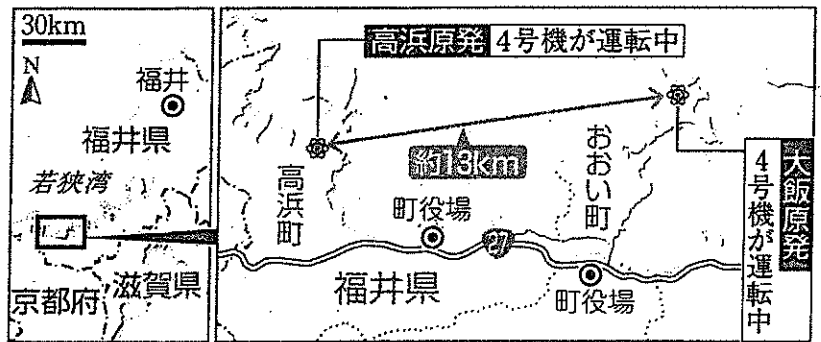 30km
N
福井
福井県
若狭湾
京都府
滋賀県
高浜原発 4号機が運転中
約13km
高浜町
町役場
おおい町
27
福井県
町役場
大飯原発
4号機が運転中